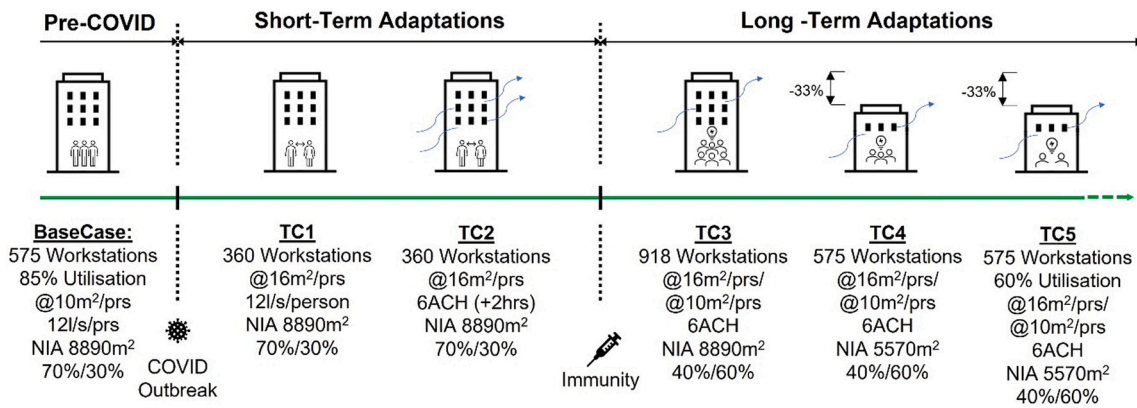 Pre-COVID
Short-Term Adaptations
Long -Term Adaptations
-33%
-33%
BaseCase:
575 Workstations
85% Utilisation
@10m²/prs
12l/s/prs
NIA 8890m²
70%/30%
COVID
Outbreak
TC1
360 Workstations
@16m²/prs
12l/s/person
NIA 8890m²
70%/30%
TC2
360 Workstations
@16m²/prs
6ACH (+2hrs)
NIA 8890m²
70%/30%
Immunity
TC3
918 Workstations
@16m²/prs/
@10m²/prs
6ACH
NIA 8890m²
40%/60%
TC4
575 Workstations
@16m²/prs/
@10m²/prs
6ACH
NIA 5570m²
40%/60%
TC5
575 Workstations
60% Utilisation
@16m²/prs/
@10m²/prs
6ACH
NIA 5570m²
40%/60%